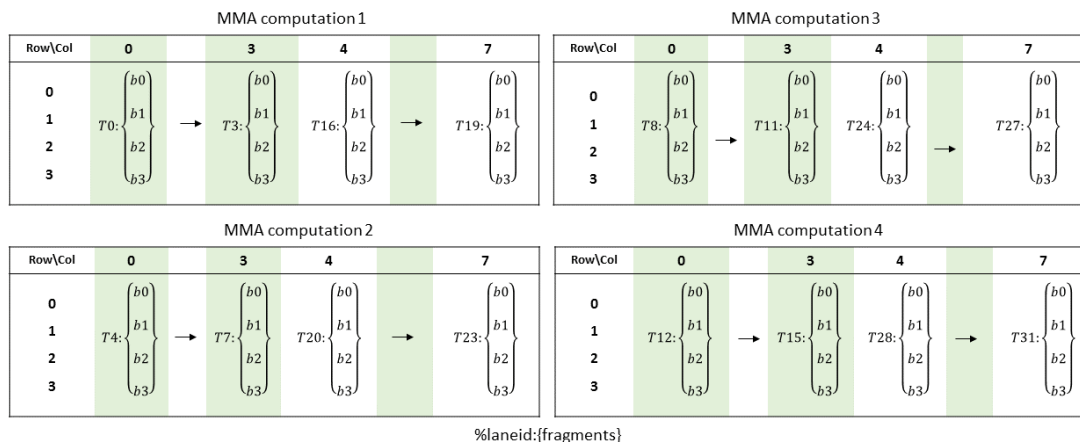 MMA computation 1
Row\Col 0 3 4 7
0
1
2
3
T0: {b0 b1 b2 b3} → T3: {b0 b1 b2 b3} T16: {b0 b1 b2 b3} → T19: {b0 b1 b2 b3}
MMA computation 3
Row\Col 0 3 4 7
0
1
2
3
T8: {b0 b1 b2 b3} → T11: {b0 b1 b2 b3} T24: {b0 b1 b2 b3} → T27: {b0 b1 b2 b3}
MMA computation 2
Row\Col 0 3 4 7
0
1
2
3
T4: {b0 b1 b2 b3} → T7: {b0 b1 b2 b3} T20: {b0 b1 b2 b3} → T23: {b0 b1 b2 b3}
MMA computation 4
Row\Col 0 3 4 7
0
1
2
3
T12: {b0 b1 b2 b3} → T15: {b0 b1 b2 b3} T28: {b0 b1 b2 b3} → T31: {b0 b1 b2 b3}
%laneid:{fragments}